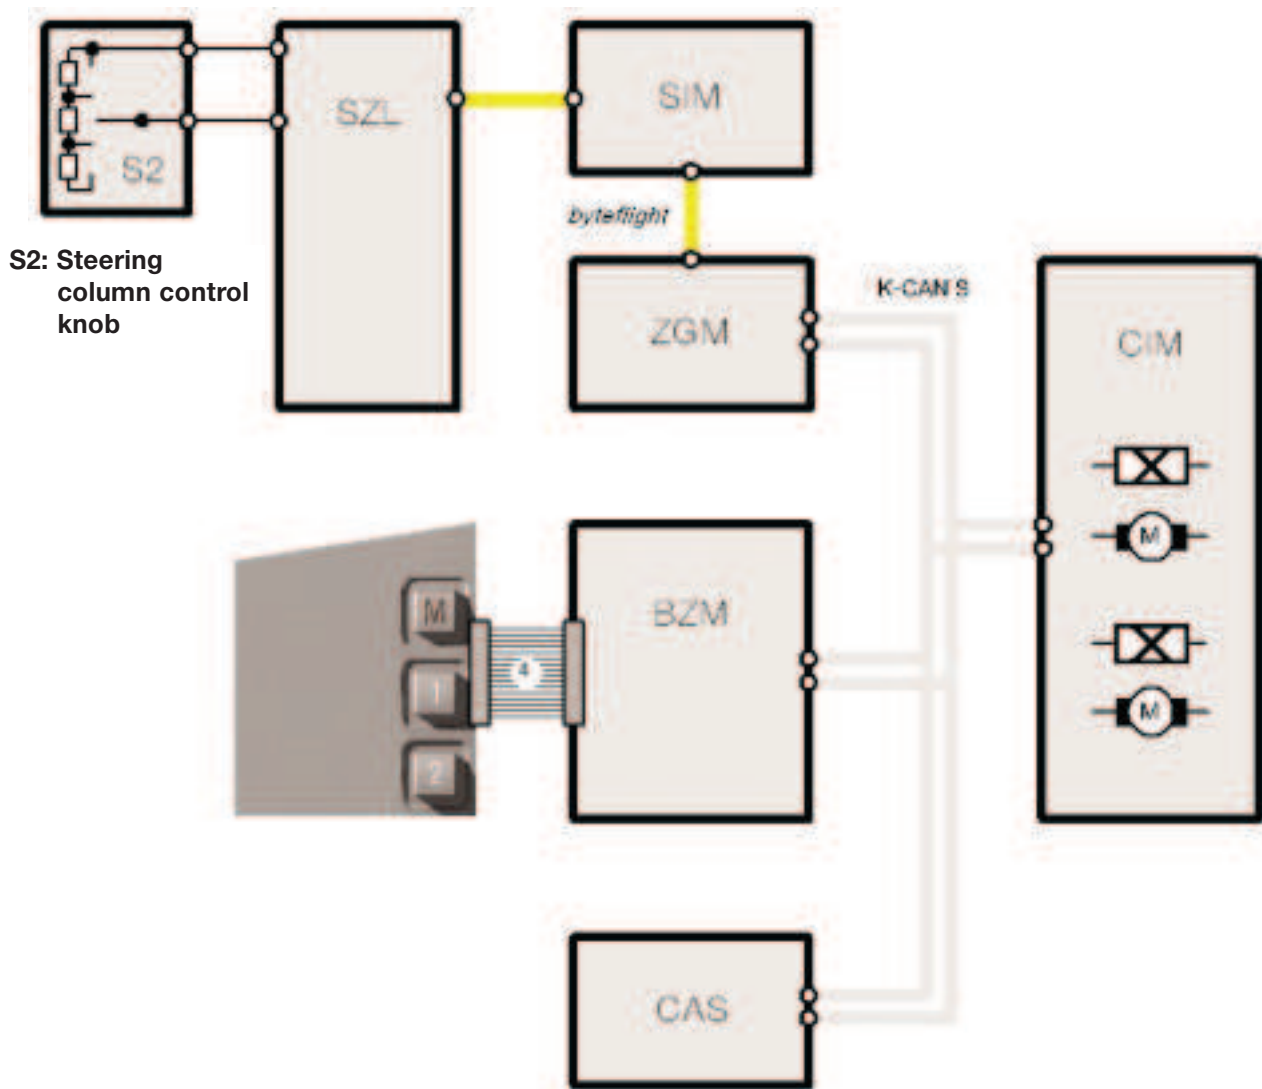 S2
SZL
SIM
byteflight
S2: Steering
column control
knob
ZGM
K-CAN S
CIM
M
M
M
1
2
4
BZM
CAS